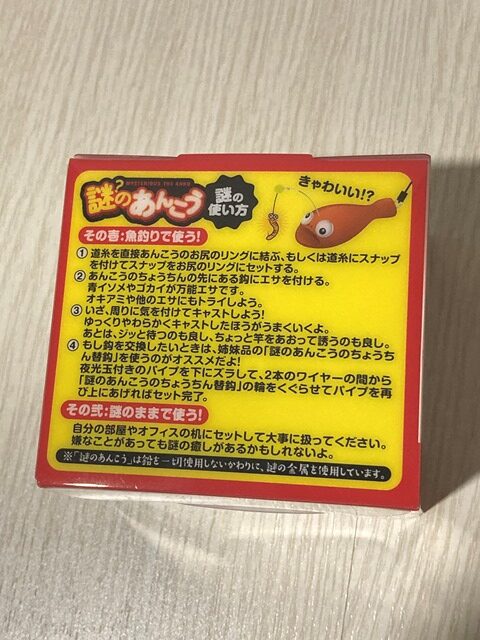 謎のあんこう
MYSTERIOUS THE ANKO
謎の
使い方
きゃわいい!?
その壱:魚釣りで使う!
①道糸を直接あんこうのお尻のリングに結ぶ、もしくは道糸にスナップ
を付けてスナップをお尻のリングにセットする。
②あんこうのちょうちんの先にある鈎にエサを付ける。
青イソメやゴカイが万能エサです。
オキアミや他のエサにもトライしよう。
③いざ、周りに気を付けてキャストしよう!
ゆっくりやわらかくキャストしたほうがうまくいくよ。
あとは、ジッと待つのも良し、ちょっと竿をあおって誘うのも良し。
④もし鈎を交換したいときは、姉妹品の「謎のあんこうのちょうち
ん替鈎」を使うのがオススメだよ!
夜光玉付きのパイプを下にズラして、2本のワイヤーの間から
「謎のあんこうのちょうちん替鈎」の輪をくぐらせてパイプを再
び上にあげればセット完了。
その弐:謎のままで使う!
自分の部屋やオフィスの机にセットして大事に扱ってください。
嫌なことがあっても謎の癒しがあるかもしれないよ。
※「謎のあんこう」は鉛を一切使用しないかわりに、謎の金属を使用しています。